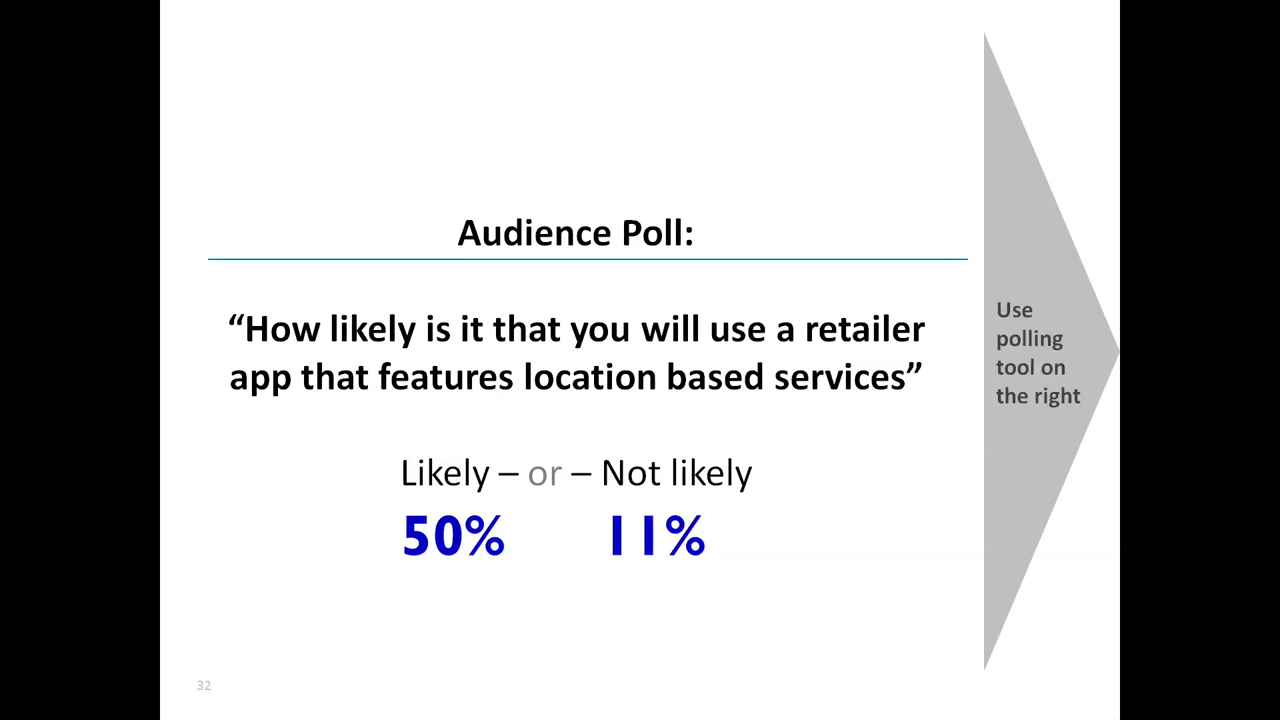 Audience Poll:
“How likely is it that you will use a retailer
app that features location based services”
Likely – or – Not likely
50% 11%
Use
polling
tool on
the right
32